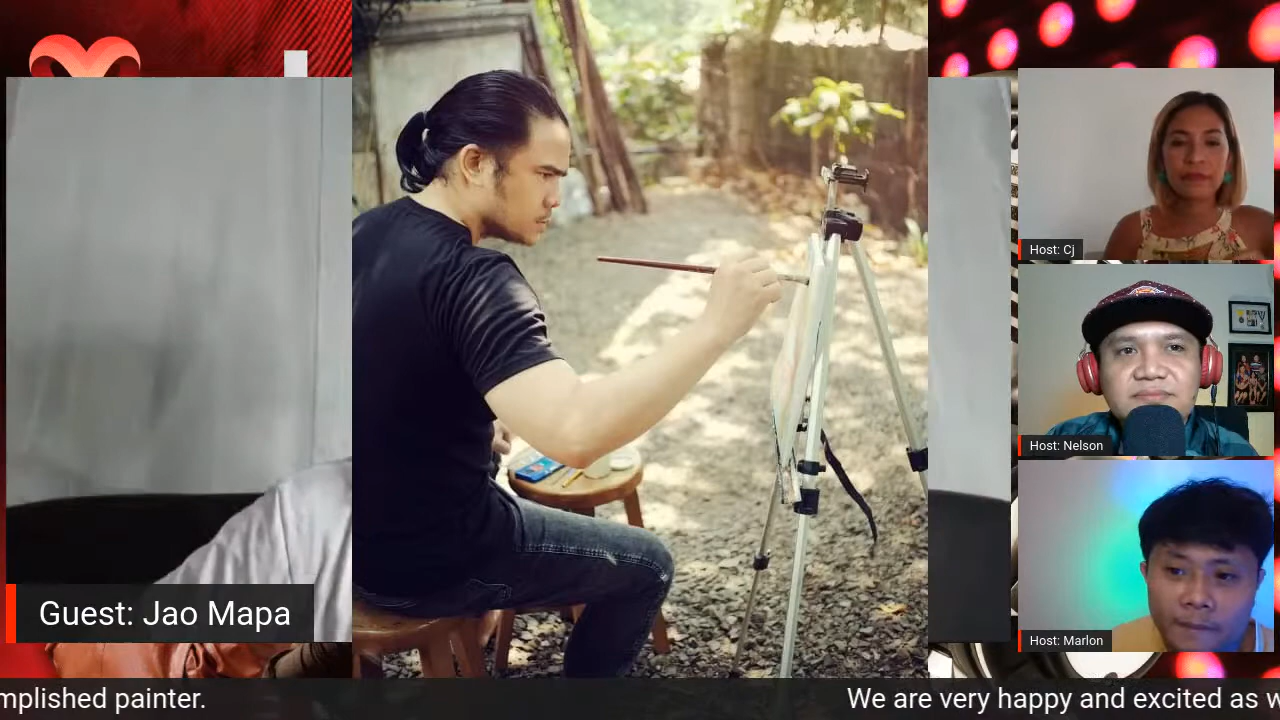 Host: Cj
Host: Nelson
Guest: Jao Mapa
Host: Marlon
mplished painter.
We are very happy and excited as w